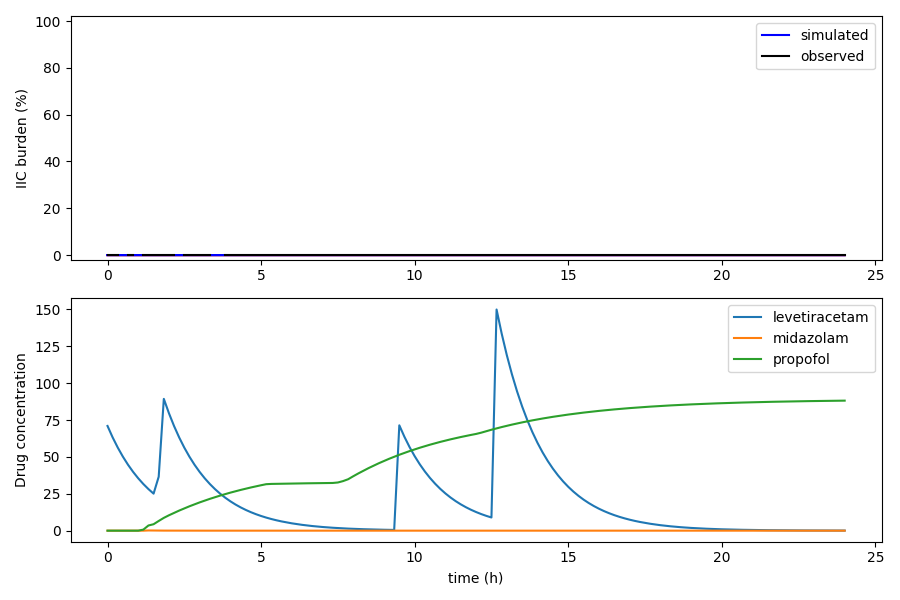 IIC burden (%)
100
80
60
40
20
0
simulated
observed
0 5 10 15 20 25
Drug concentration
150
125
100
75
50
25
0
levetiracetam
midazolam
propofol
0 5 10 15 20 25
time (h)